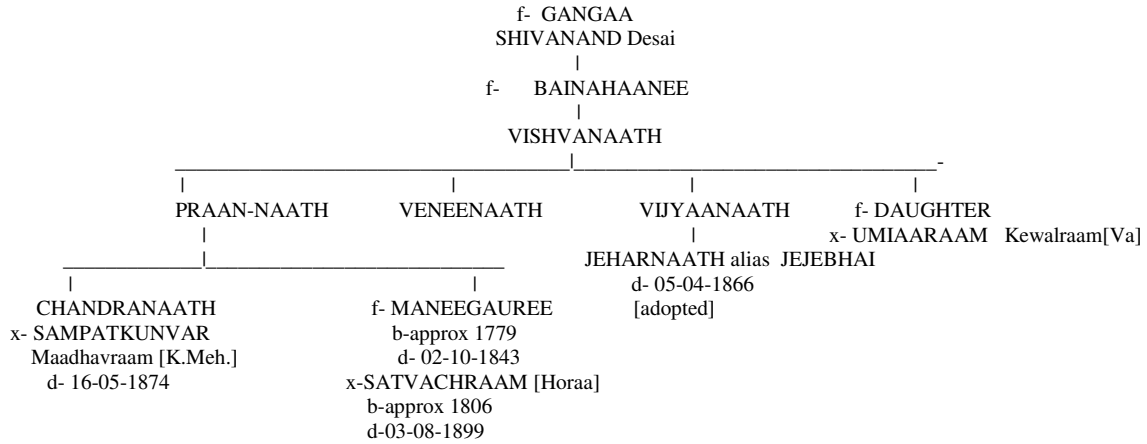 f- GANGAA
SHIVANAND Desai
|
f- BAINAHAANEE
|
VISHVANAATH
|
| | | |
PRAAN-NAATH VENEENAATH VIJYAANAATH f- DAUGHTER
| | x- UMIAARAAM Kewalraam[Va]
| JEHARNAATH alias JEJEBHAI
| | d- 05-04-1866
CHANDRANAATH f- MANEEGAUREE [adopted]
x- SAMPATKUNVAR b-approx 1779
Maadhavraam [K.Meh.] d- 02-10-1843
d- 16-05-1874 x-SATVACHRAAM [Horaa]
b-approx 1806
d-03-08-1899